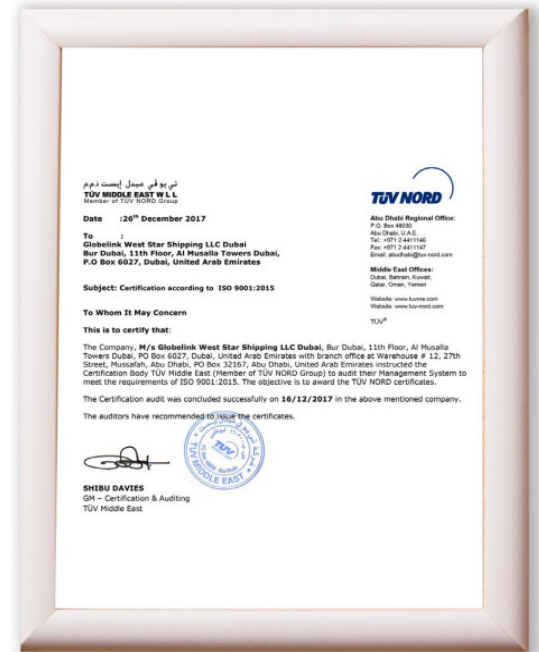 تي يو في ميدل إيست ذ.م.م
TÜV MIDDLE EAST W L L
Member of TÜV NORD Group
TÜV NORD
Date :26th December 2017
To :
Globelink West Star Shipping LLC Dubai
Bur Dubai, 11th Floor, Al Musalla Towers Dubai,
P.O Box 6027, Dubai, United Arab Emirates
Abu Dhabi Regional Office:
P.O. Box 46030
Abu Dhabi, U.A.E.
Tel.: +971 2 4411146
Fax: +971 2 4411147
Email: abudhabi@tuv-nord.com
Middle East Offices:
Dubai, Bahrain, Kuwait,
Qatar, Oman, Yemen
Website: www.tuvme.com
Website: www.tuv-nord.com
TÜV®
Subject: Certification according to ISO 9001:2015
To Whom It May Concern
This is to certify that:
The Company, M/s Globelink West Star Shipping LLC Dubai, Bur Dubai, 11th Floor, Al Musalla
Towers Dubai, PO Box 6027, Dubai, United Arab Emirates with branch office at Warehouse # 12, 27th
Street, Mussafah, Abu Dhabi, PO Box 32167, Abu Dhabi, United Arab Emirates instructed the
Certification Body TÜV Middle East (Member of TÜV NORD Group) to audit their Management System to
meet the requirements of ISO 9001:2015. The objective is to award the TÜV NORD certificates.
The Certification audit was concluded successfully on 16/12/2017 in the above mentioned company.
The auditors have recommended to issue the certificates.
TUV
TUV MIDDLE EAST
SHIBU DAVIES
GM – Certification & Auditing
TÜV Middle East